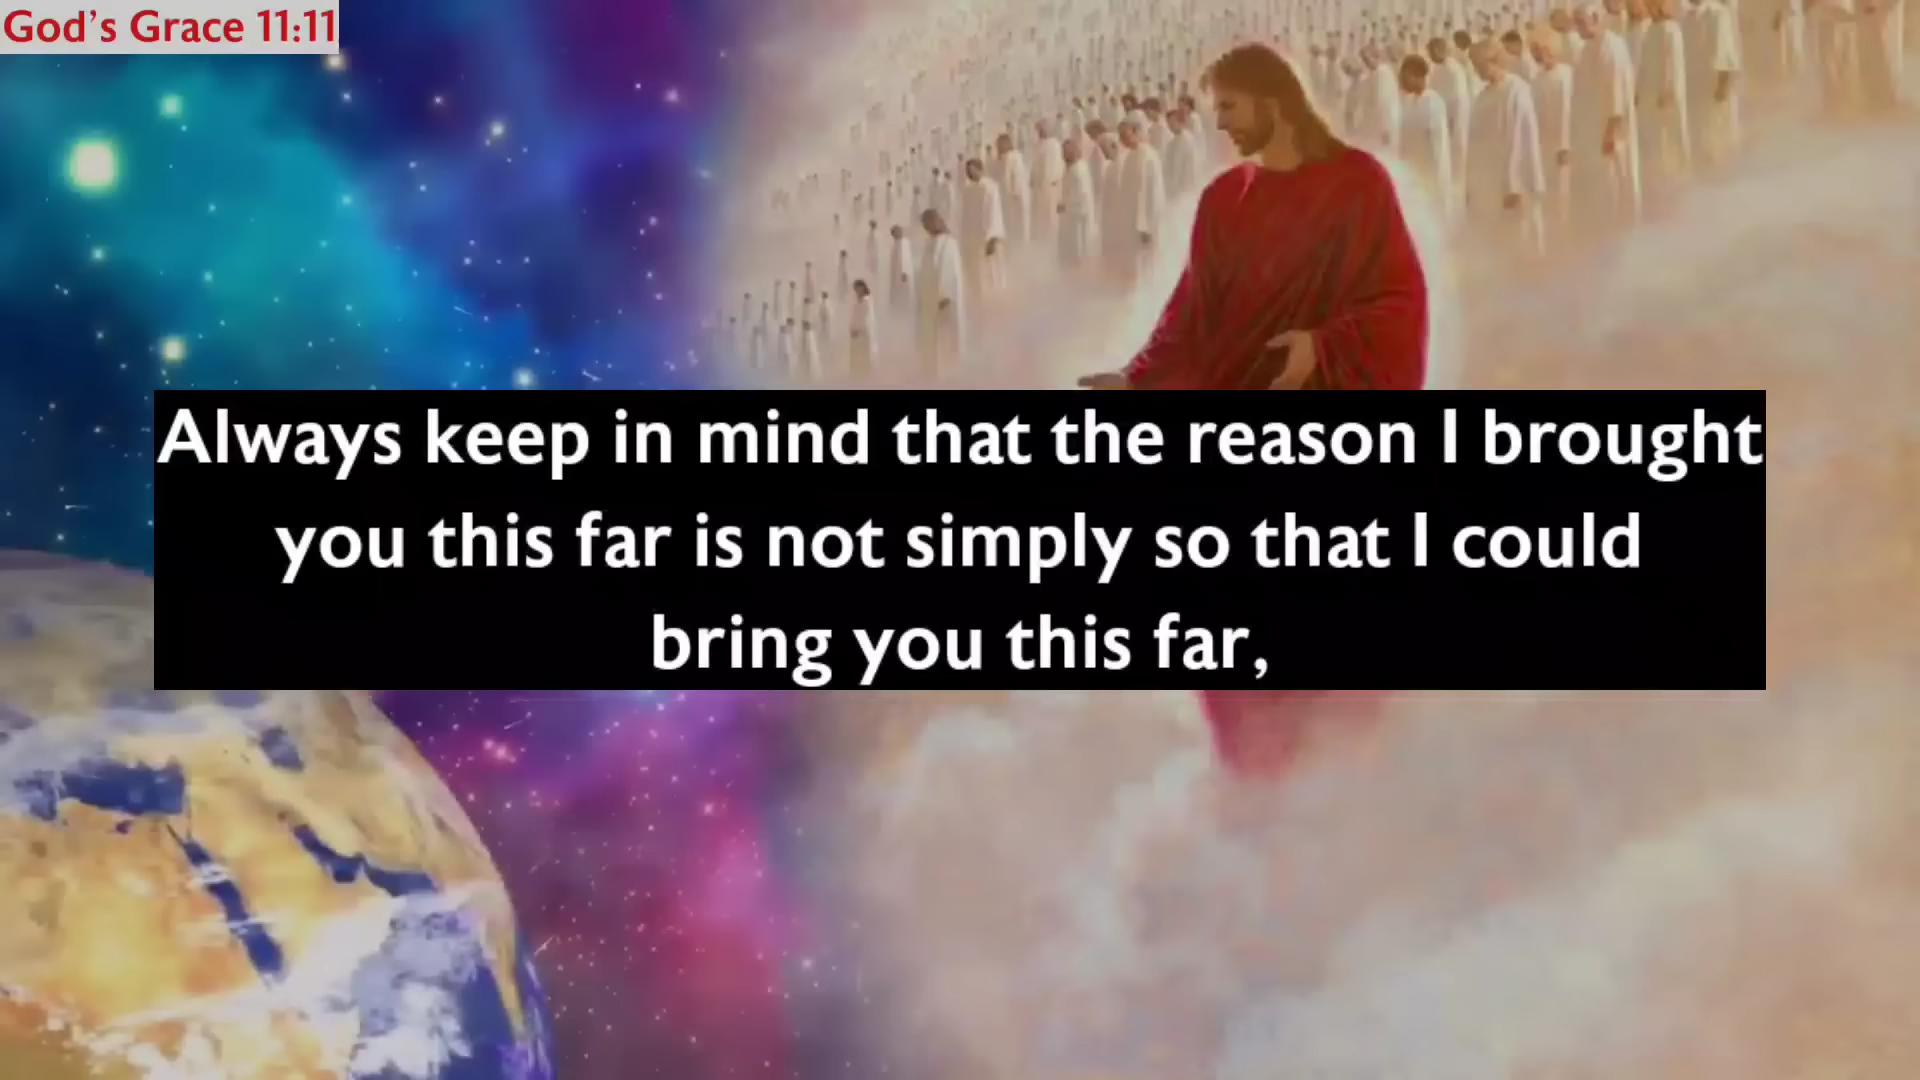 God's Grace 11:11
Always keep in mind that the reason I brought
you this far is not simply so that I could
bring you this far,